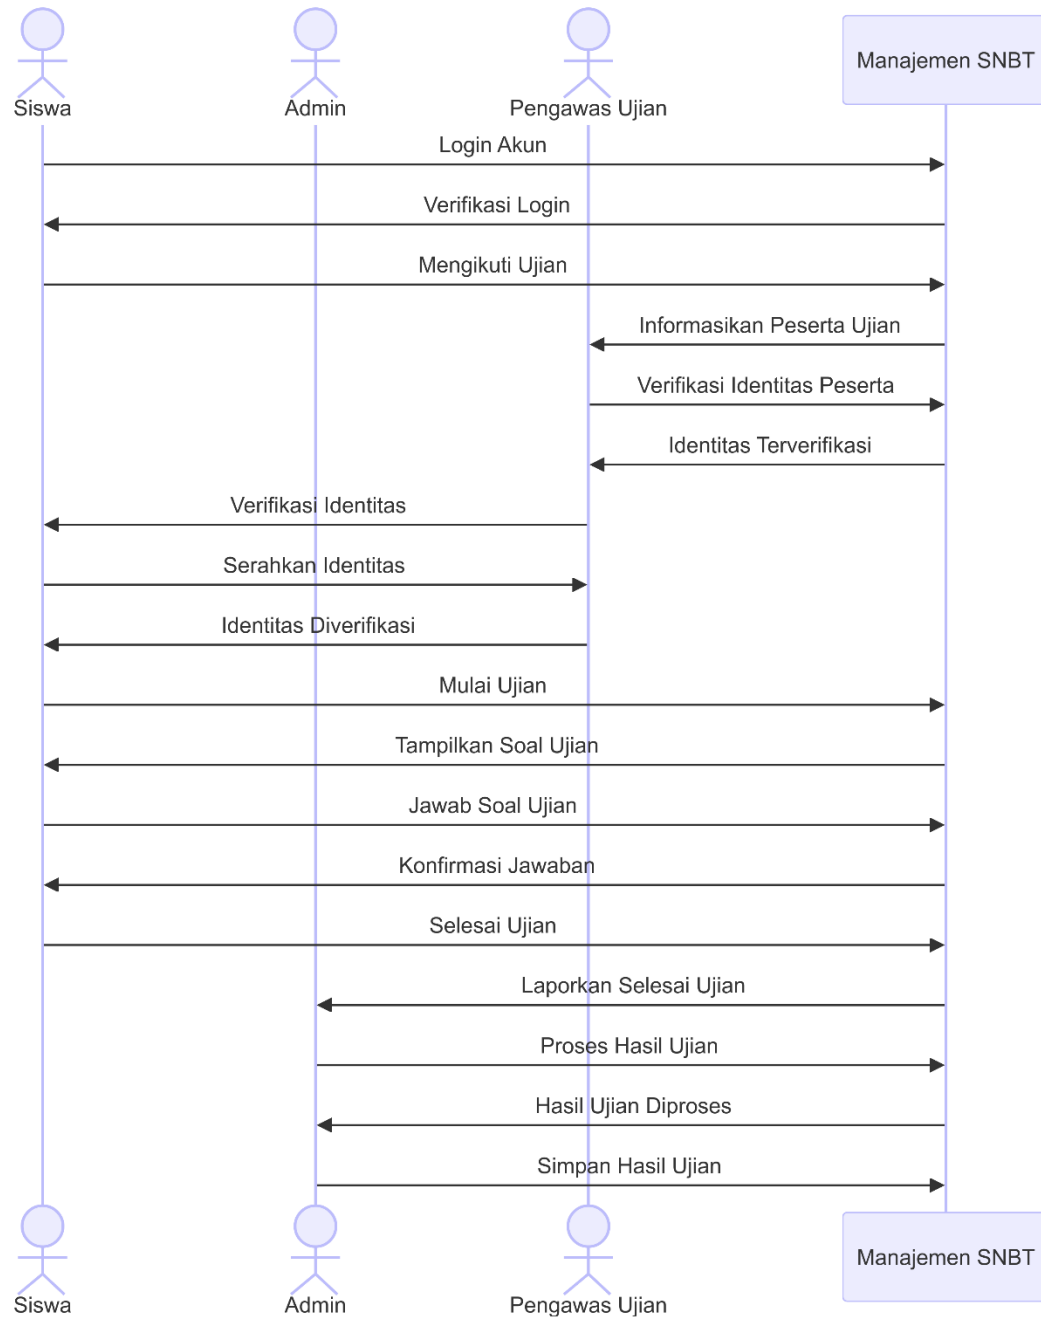 Siswa
Admin
Pengawas Ujian
Manajemen SNBT
Login Akun
Verifikasi Login
Mengikuti Ujian
Informasikan Peserta Ujian
Verifikasi Identitas Peserta
Identitas Terverifikasi
Verifikasi Identitas
Serahkan Identitas
Identitas Diverifikasi
Mulai Ujian
Tampilkan Soal Ujian
Jawab Soal Ujian
Konfirmasi Jawaban
Selesai Ujian
Laporkan Selesai Ujian
Proses Hasil Ujian
Hasil Ujian Diproses
Simpan Hasil Ujian
Siswa
Admin
Pengawas Ujian
Manajemen SNBT